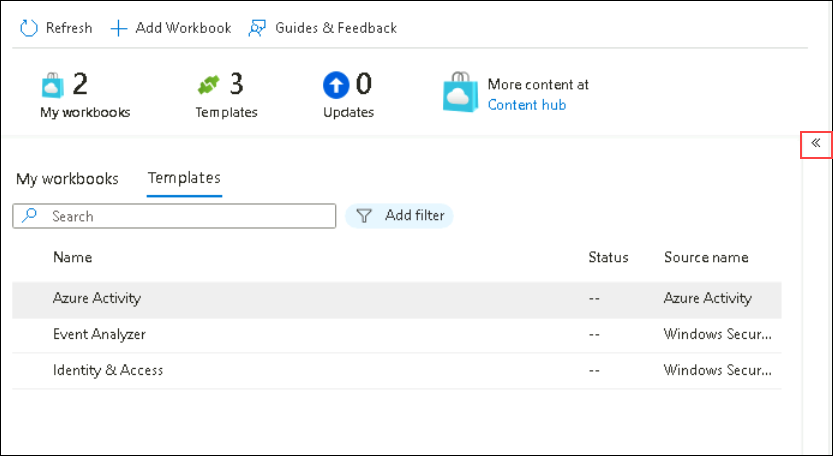 Refresh Add Workbook Guides & Feedback
2 3 0 More content at
My workbooks Templates Updates Content hub
«
My workbooks Templates
Search Add filter
Name Status Source name
Azure Activity -- Azure Activity
Event Analyzer -- Windows Secur...
Identity & Access -- Windows Secur...